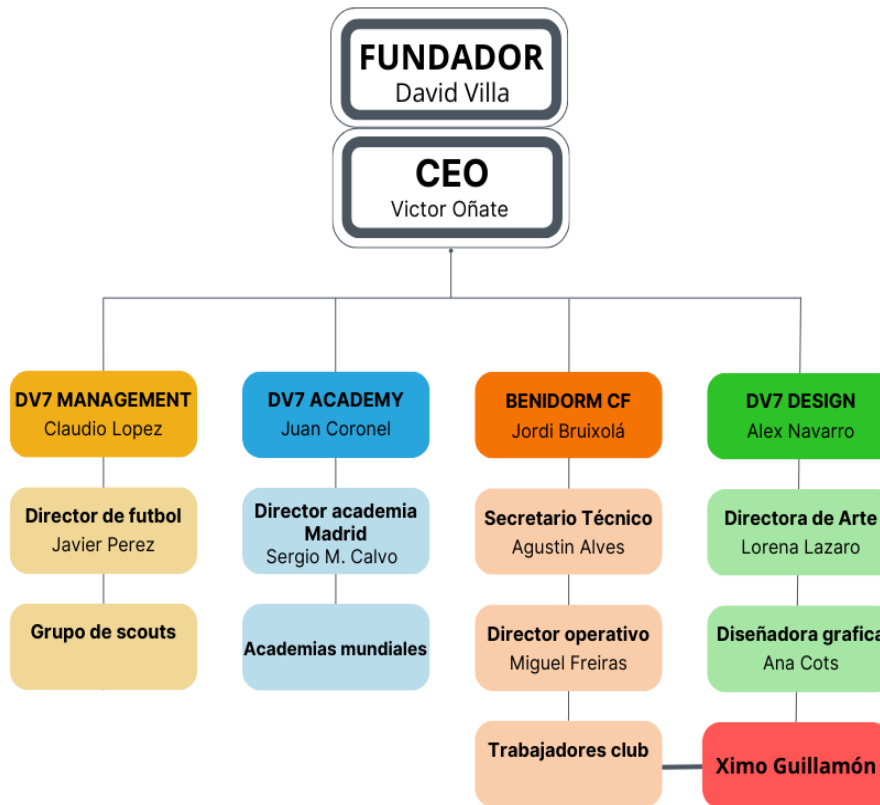 FUNDADOR
David Villa
CEO
Victor Oñate
DV7 MANAGEMENT
Claudio Lopez
Director de futbol
Javier Perez
Grupo de scouts
DV7 ACADEMY
Juan Coronel
Director academia
Madrid
Sergio M. Calvo
Academias mundiales
BENIDORM CF
Jordi Bruixolá
Secretario Técnico
Agustin Alves
Director operativo
Miguel Freiras
Trabajadores club
DV7 DESIGN
Alex Navarro
Directora de Arte
Lorena Lazaro
Diseñadora grafica
Ana Cots
Ximo Guillamón